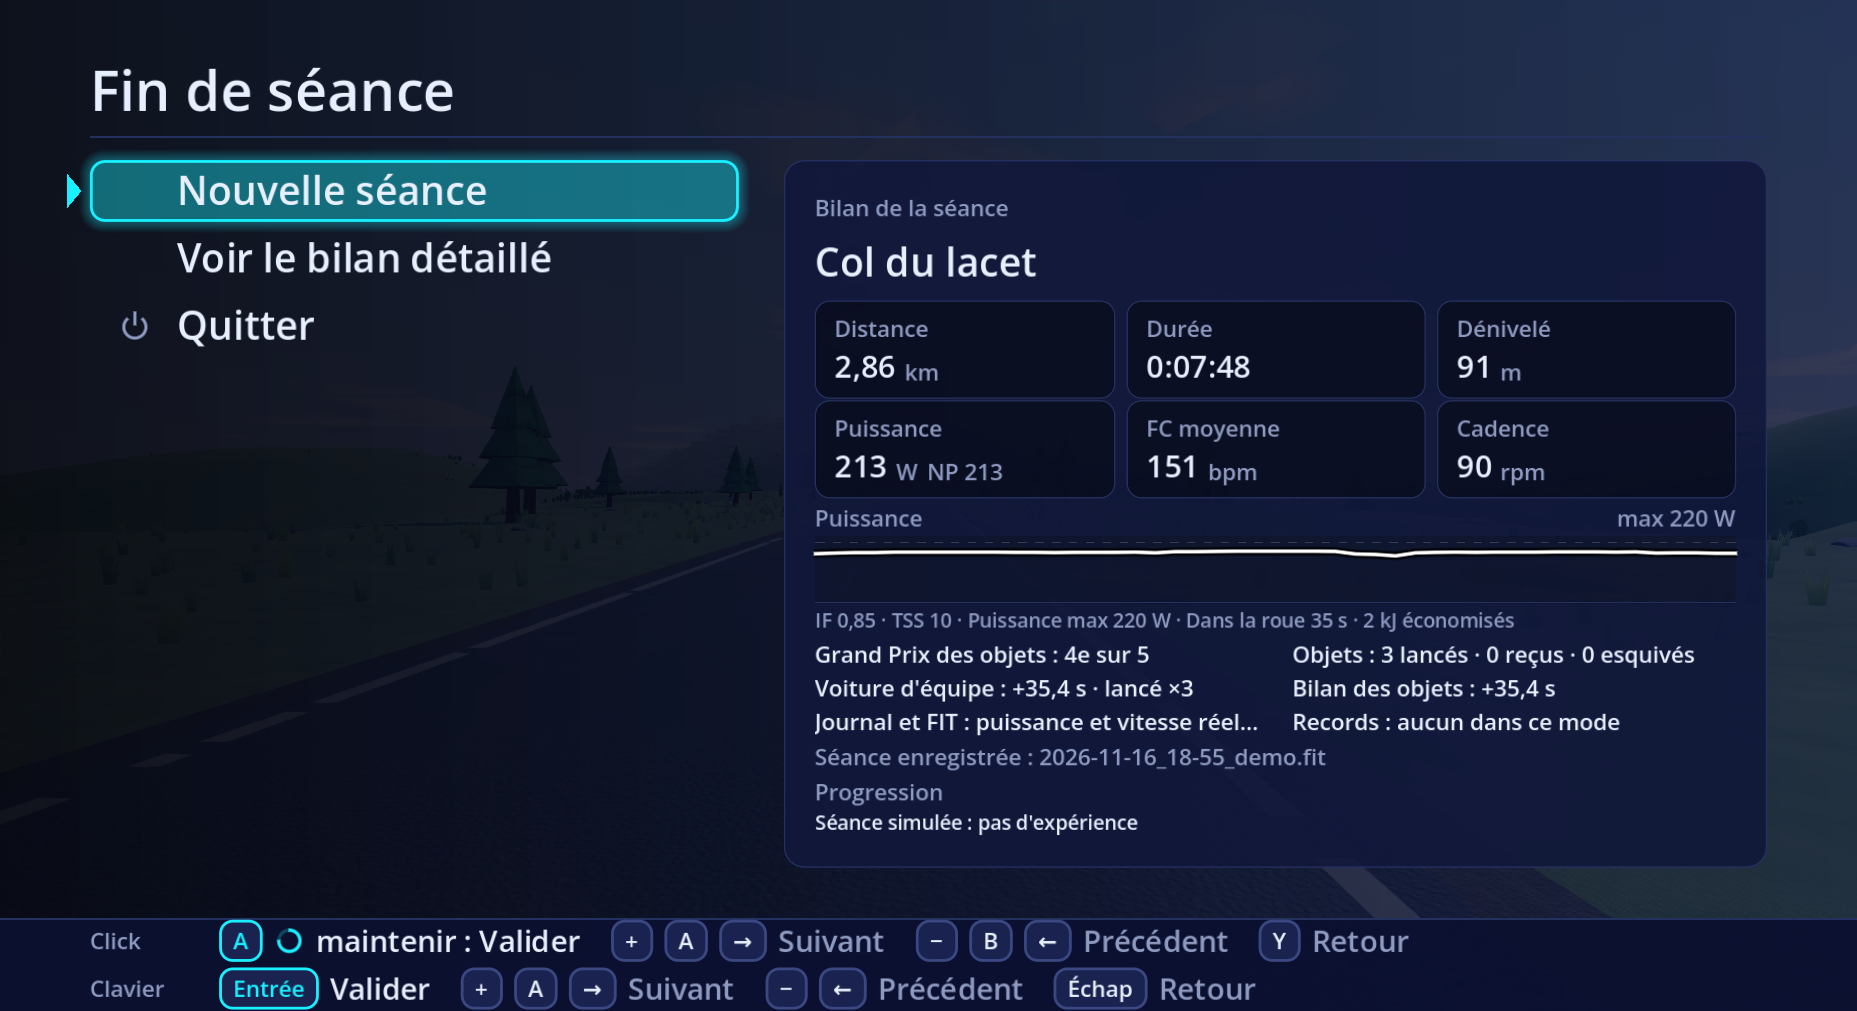 Fin de séance
Nouvelle séance
Voir le bilan détaillé
Quitter
Bilan de la séance
Col du lacet
Distance
2,86 km
Durée
0:07:48
Dénivelé
91 m
Puissance
213 W NP 213
FC moyenne
151 bpm
Cadence
90 rpm
Puissance
max 220 W
IF 0,85 · TSS 10 · Puissance max 220 W · Dans la roue 35 s · 2 kJ économisés
Grand Prix des objets : 4e sur 5
Objets : 3 lancés · 0 reçus · 0 esquivés
Voiture d'équipe : +35,4 s · lancé ×3
Bilan des objets : +35,4 s
Journal et FIT : puissance et vitesse réel...
Records : aucun dans ce mode
Séance enregistrée : 2026-11-16_18-55_demo.fit
Progression
Séance simulée : pas d'expérience
Click A maintenir : Valider + A → Suivant − B ← Précédent Y Retour
Clavier Entrée Valider + A → Suivant − ← Précédent Échap Retour